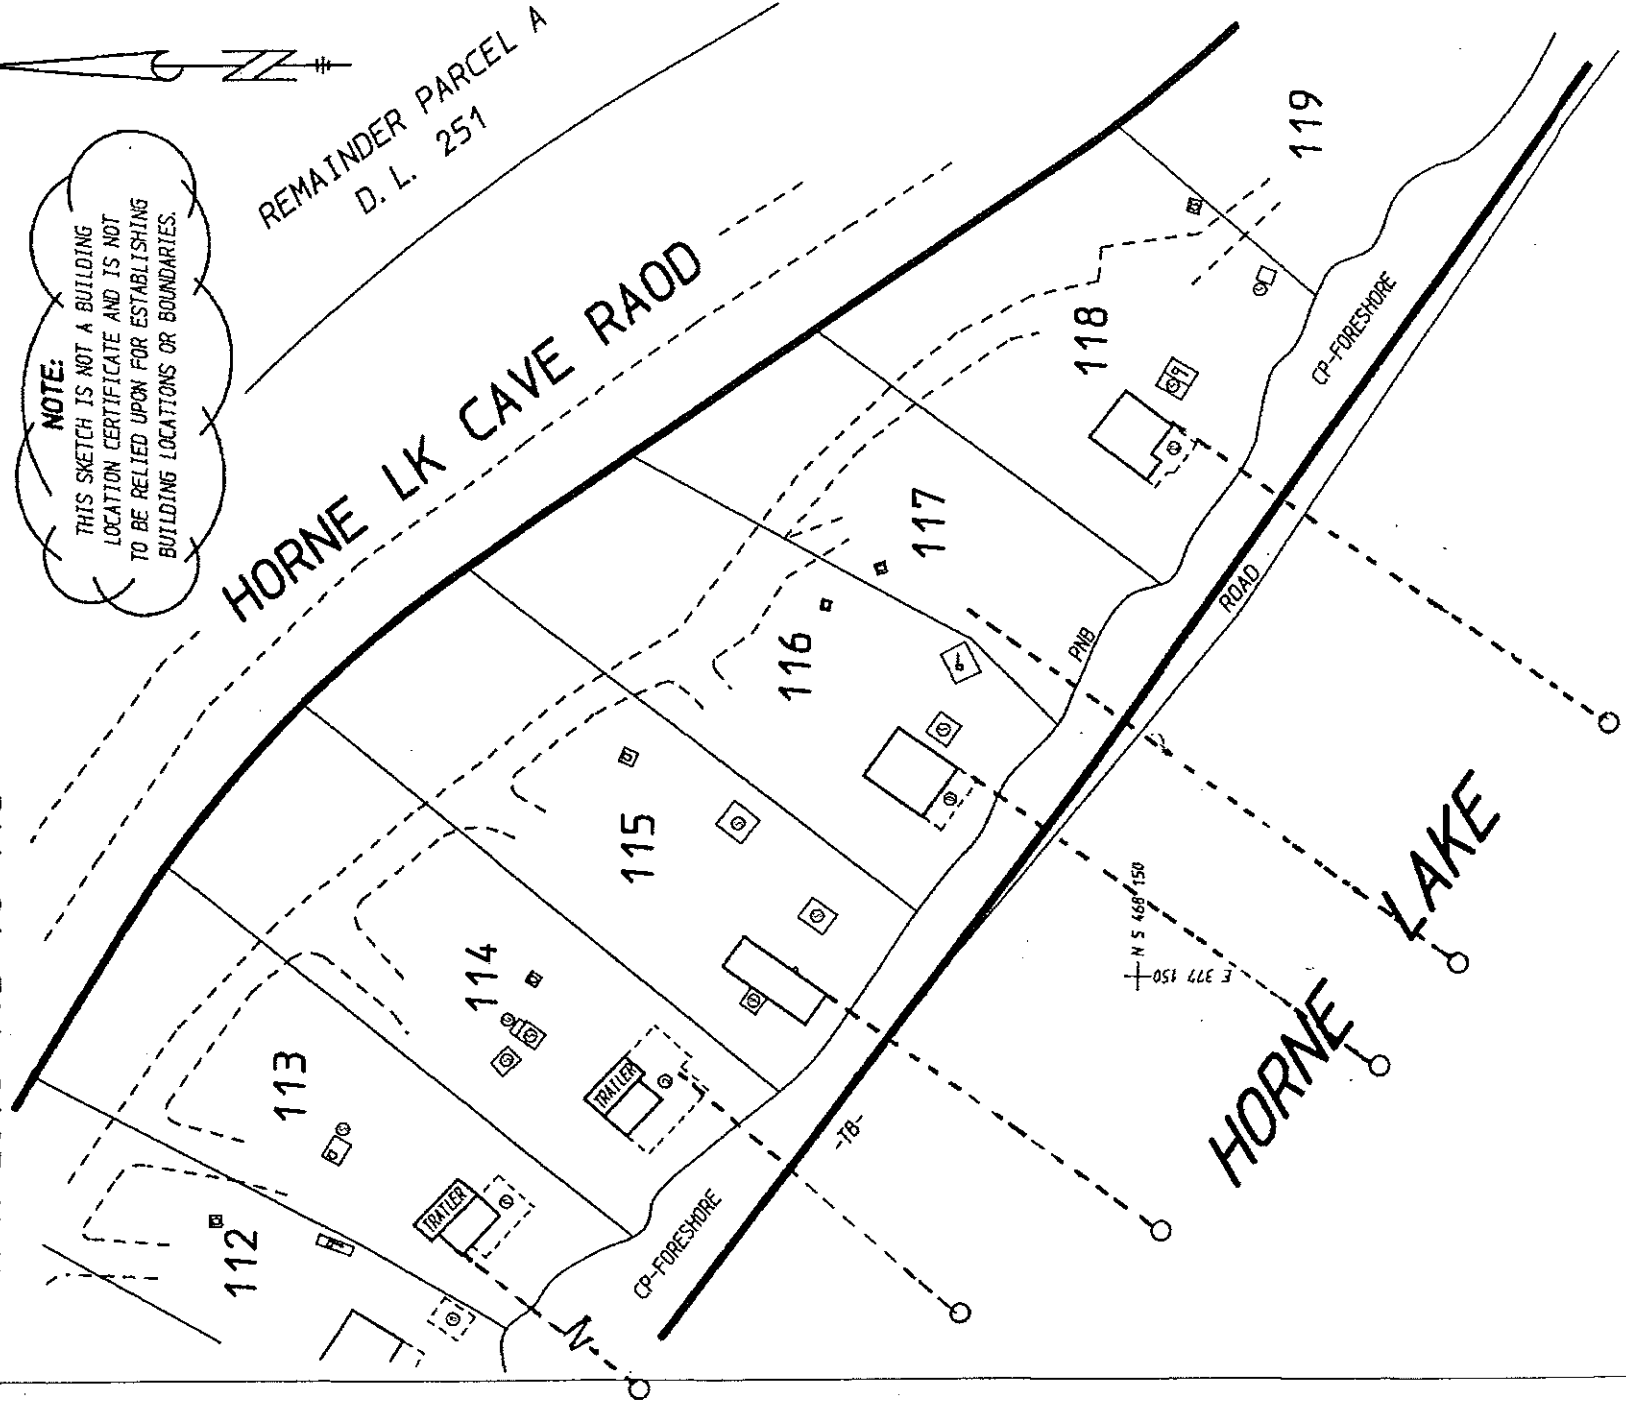 NOTE:
THIS SKETCH IS NOT A BUILDING
LOCATION CERTIFICATE AND IS NOT
TO BE RELIED UPON FOR ESTABLISHING
BUILDING LOCATIONS OR BOUNDARIES.
REMAINDER PARCEL A
D. L. 251
HORNE LK CAVE RAOD
119
118
117
116
115
114
113
112
TRAILER
TRAILER
CP-FORESHORE
ROAD
PNB
CP-FORESHORE
-TB-
N 5 468 150
E 377 150
HORNE LAKE
N